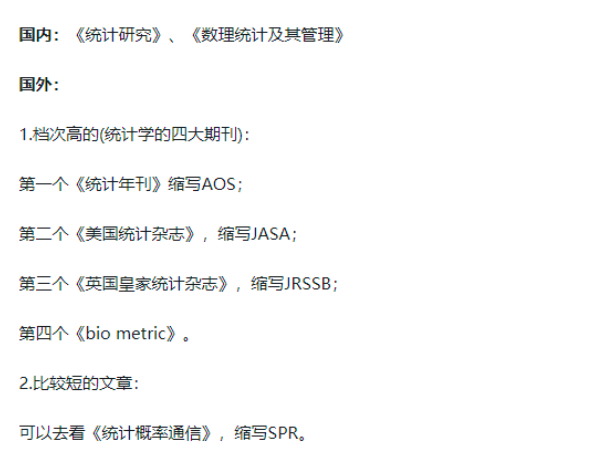 国内：《统计研究》、《数理统计及其管理》
国外：
1.档次高的(统计学的四大期刊)：
第一个《统计年刊》缩写AOS；
第二个《美国统计杂志》，缩写JASA；
第三个《英国皇家统计杂志》，缩写JRSSB；
第四个《bio metric》。
2.比较短的文章：
可以去看《统计概率通信》，缩写SPR。